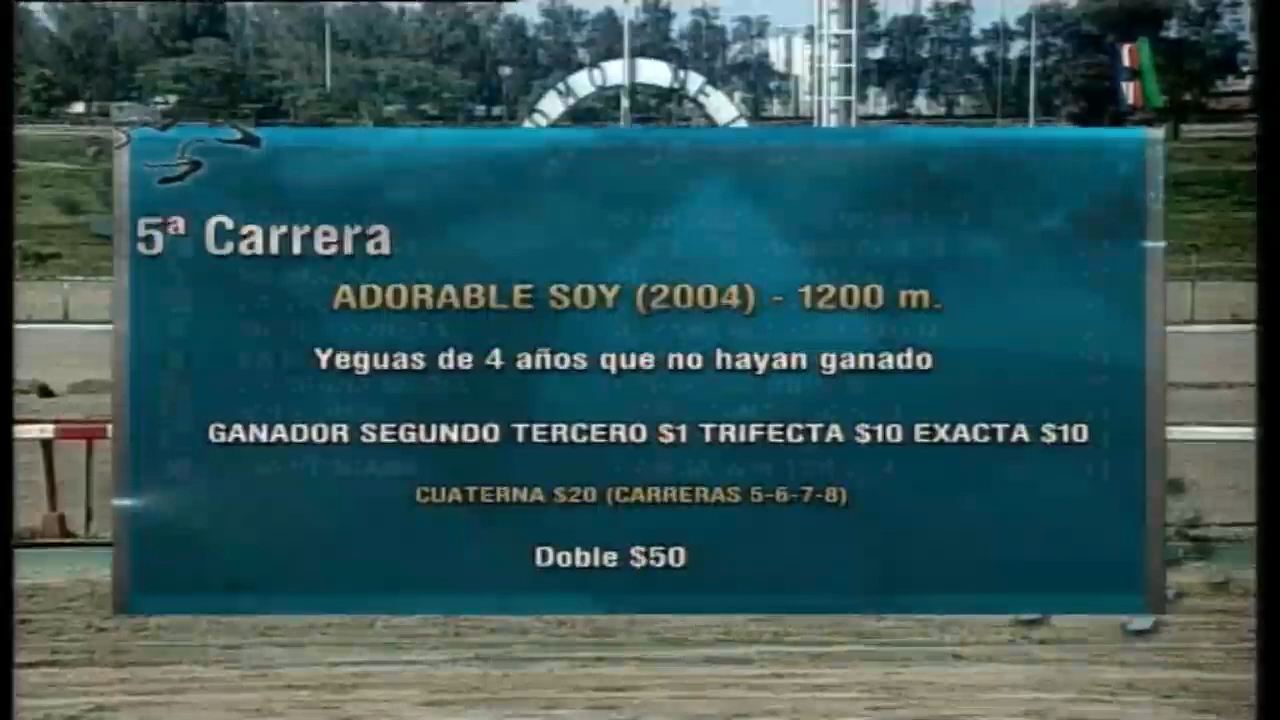 5ª Carrera
ADORABLE SOY (2004) - 1200 m.
Yeguas de 4 años que no hayan ganado
GANADOR SEGUNDO TERCERO $1 TRIFECTA $10 EXACTA $10
CUATERNA $20 (CARRERAS 5-6-7-8)
Doble $50